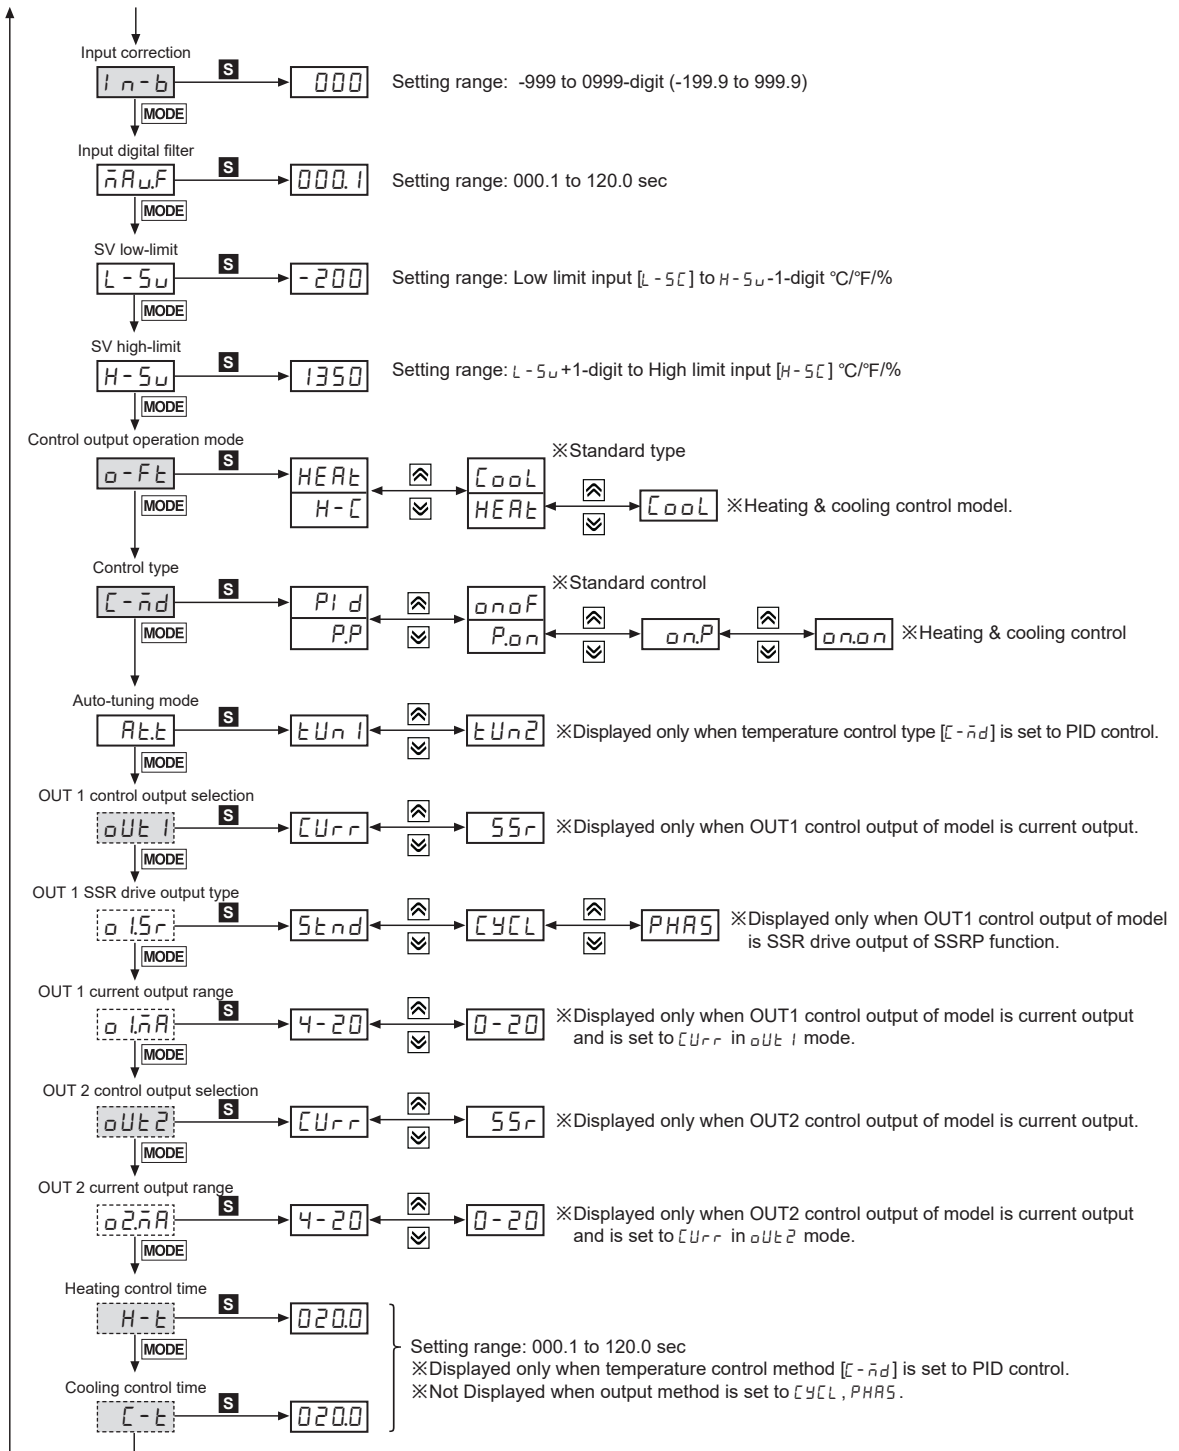 Input correction
In-b S 000 Setting range: -999 to 0999-digit (-199.9 to 999.9)
MODE
Input digital filter
MAv.F S 000.1 Setting range: 000.1 to 120.0 sec
MODE
SV low-limit
L-Sv S -200 Setting range: Low limit input [L-SC] to H-Sv-1-digit °C/°F/%
MODE
SV high-limit
H-Sv S 1350 Setting range: L-Sv+1-digit to High limit input [H-SC] °C/°F/%
MODE
Control output operation mode
※Standard type
o-Ft S HEAt CooL
MODE H-C HEAt CooL ※Heating & cooling control model.
Control type
※Standard control
C-Md S PId onoF
MODE P.P P.on on.P on.on ※Heating & cooling control
Auto-tuning mode
At.t S tUn1 tUn2 ※Displayed only when temperature control type [C-Md] is set to PID control.
MODE
OUT 1 control output selection
oUt1 S CUrr SSr ※Displayed only when OUT1 control output of model is current output.
MODE
OUT 1 SSR drive output type
o1.Sr S Stnd CYCL PHAS ※Displayed only when OUT1 control output of model
is SSR drive output of SSRP function.
MODE
OUT 1 current output range
o1.MA S 4-20 0-20 ※Displayed only when OUT1 control output of model is current output
and is set to CUrr in oUt1 mode.
MODE
OUT 2 control output selection
oUt2 S CUrr SSr ※Displayed only when OUT2 control output of model is current output.
MODE
OUT 2 current output range
o2.MA S 4-20 0-20 ※Displayed only when OUT2 control output of model is current output
and is set to CUrr in oUt2 mode.
MODE
Heating control time
H-t S 020.0
MODE
Setting range: 000.1 to 120.0 sec
※Displayed only when temperature control method [C-Md] is set to PID control.
※Not Displayed when output method is set to CYCL, PHAS.
Cooling control time
C-t S 020.0